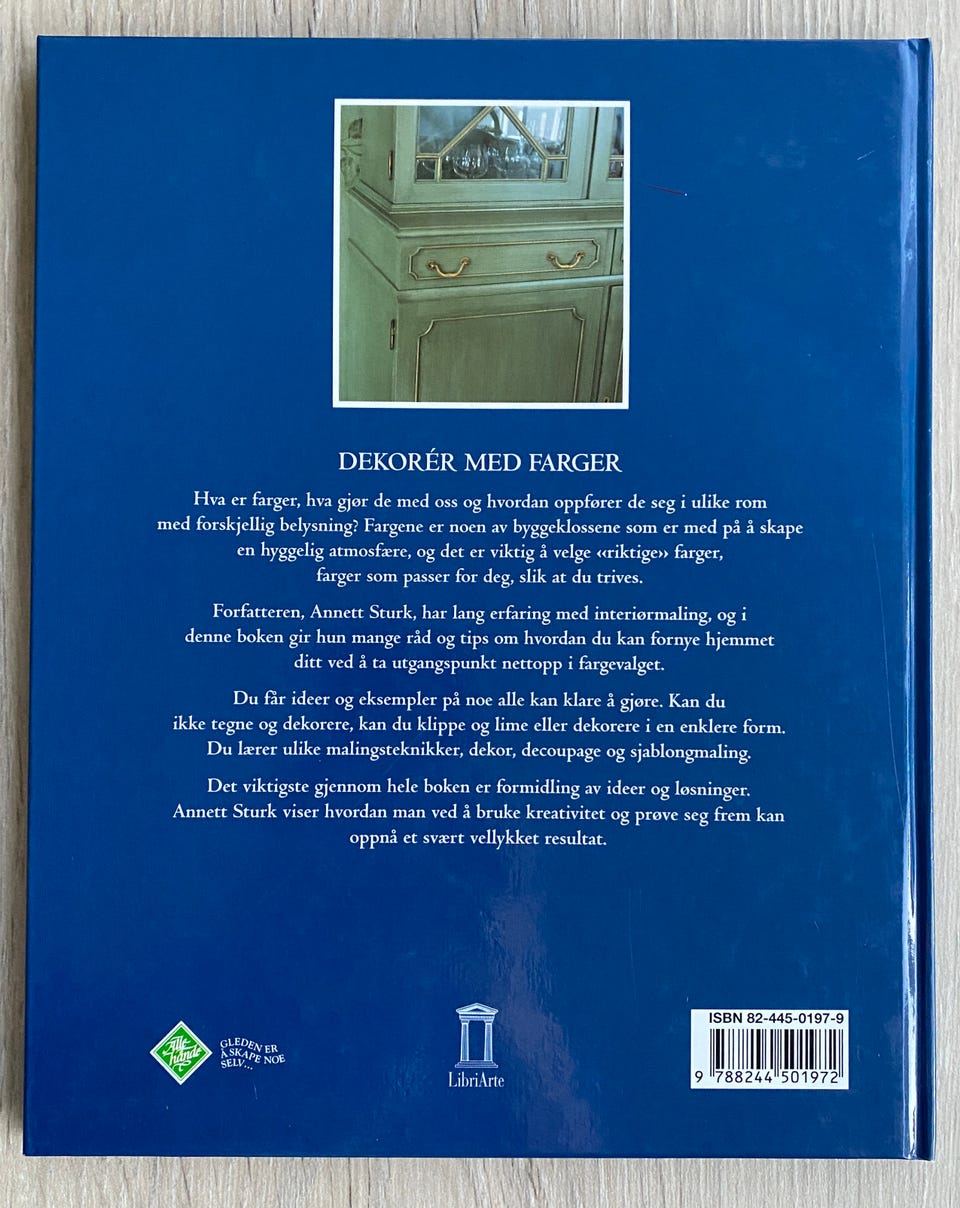 DEKORÉR MED FARGER
Hva er farger, hva gjør de med oss og hvordan oppfører de seg i ulike rom
med forskjellig belysning? Fargene er noen av byggeklossene som er med på å skape
en hyggelig atmosfære, og det er viktig å velge «riktige» farger,
farger som passer for deg, slik at du trives.
Forfatteren, Annett Sturk, har lang erfaring med interiørmaling, og i
denne boken gir hun mange råd og tips om hvordan du kan fornye hjemmet
ditt ved å ta utgangspunkt nettopp i fargevalget.
Du får ideer og eksempler på noe alle kan klare å gjøre. Kan du
ikke tegne og dekorere, kan du klippe og lime eller dekorere i en enklere form.
Du lærer ulike malingsteknikker, dekor, decoupage og sjablongmaling.
Det viktigste gjennom hele boken er formidling av ideer og løsninger.
Annett Sturk viser hvordan man ved å bruke kreativitet og prøve seg frem kan
oppnå et svært vellykket resultat.
Alle
hånde
GLEDEN ER
Å SKAPE NOE
SELV...
LibriArte
ISBN 82-445-0197-9
9 788244 501972